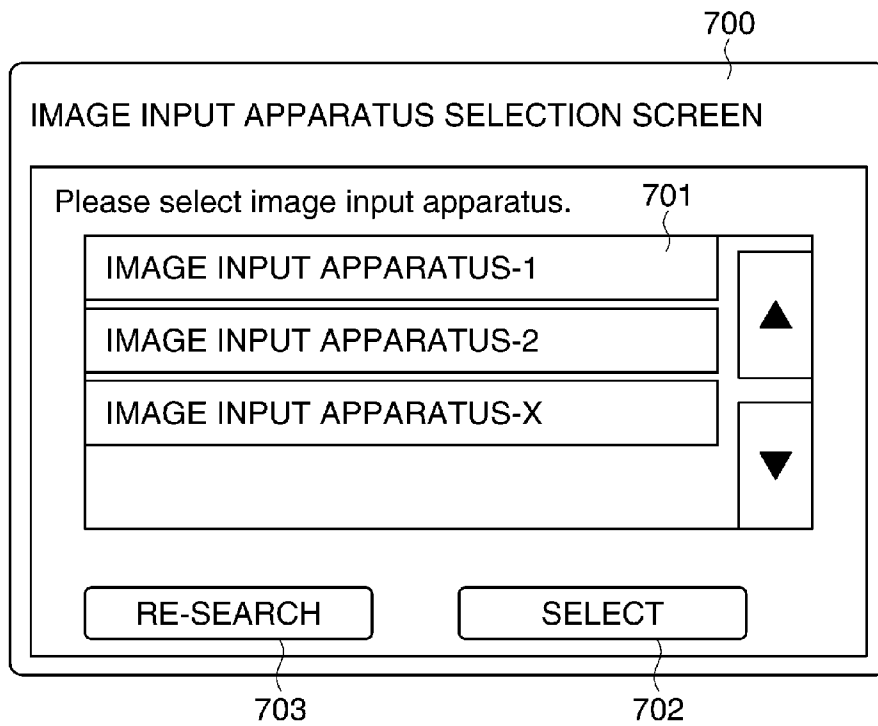 700
IMAGE INPUT APPARATUS SELECTION SCREEN
Please select image input apparatus.
701
IMAGE INPUT APPARATUS-1
▲
IMAGE INPUT APPARATUS-2
IMAGE INPUT APPARATUS-X
▼
RE-SEARCH
SELECT
703
702